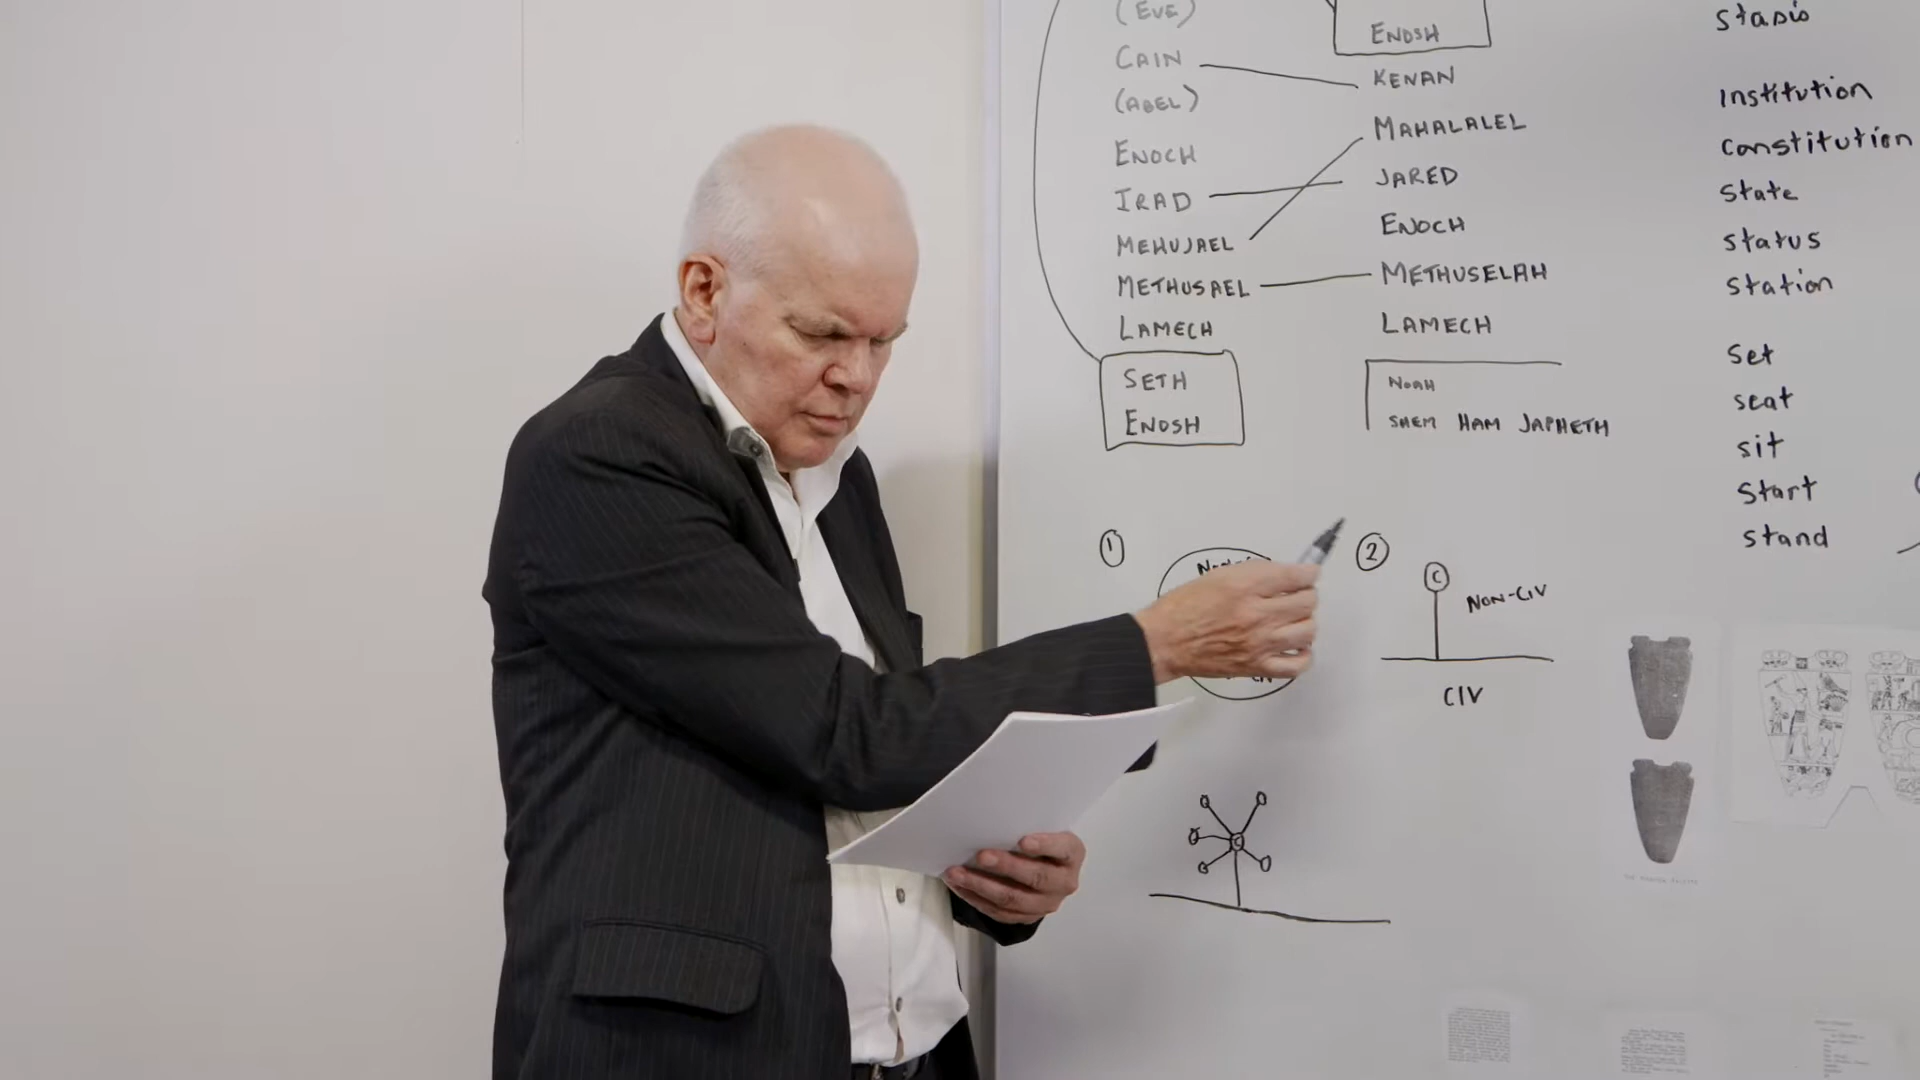 (EVE)
CAIN
(ABEL)
ENOCH
IRAD
MEHUJAEL
METHUSAEL
LAMECH
SETH
ENOSH
ENOSH
KENAN
MAHALALEL
JARED
ENOCH
METHUSELAH
LAMECH
NOAH
SHEM HAM JAPHETH
Stasis
Institution
Constitution
State
Status
Station
Set
seat
sit
Start
stand
1
2
C
NON-CIV
CIV
C